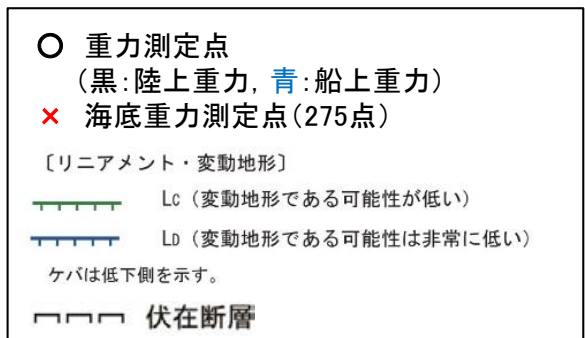 ○ 重力測定点
(黒:陸上重力, 青:船上重力)
× 海底重力測定点(275点)
〔リニアメント・変動地形〕
LC (変動地形である可能性が低い)
LD (変動地形である可能性は非常に低い)
ケバは低下側を示す。
伏在断層